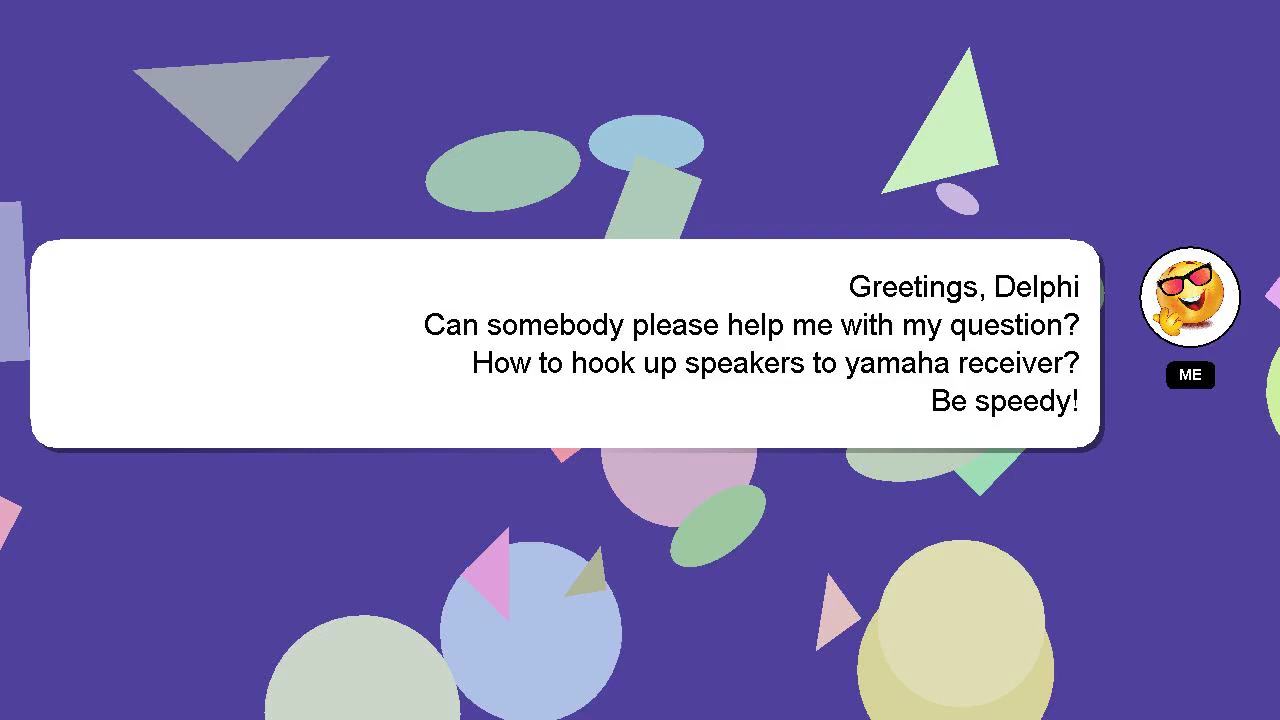 Greetings, Delphi
Can somebody please help me with my question?
How to hook up speakers to yamaha receiver?
Be speedy!
ME